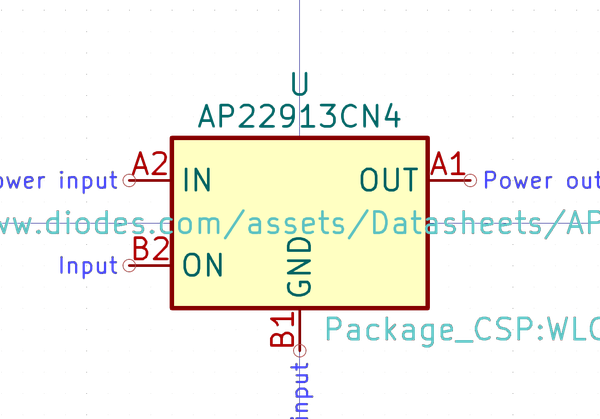 U
AP22913CN4
A2
A1
ower input
IN
OUT
Power out
ww.diodes.com/assets/Datasheets/AP
B2
Input
ON
GND
B1
Package_CSP:WLC
input